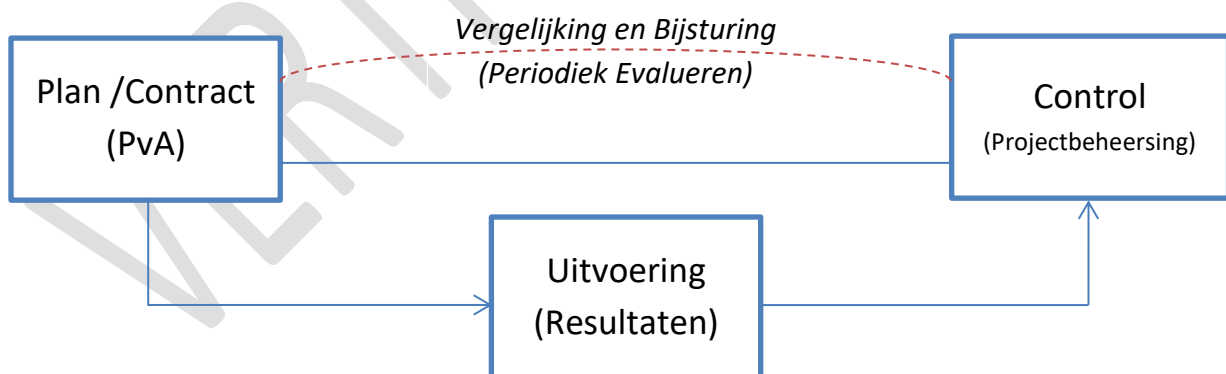 Vergelijking en Bijsturing
(Periodiek Evalueren)
Plan /Contract
(PvA)
Control
(Projectbeheersing)
Uitvoering
(Resultaten)